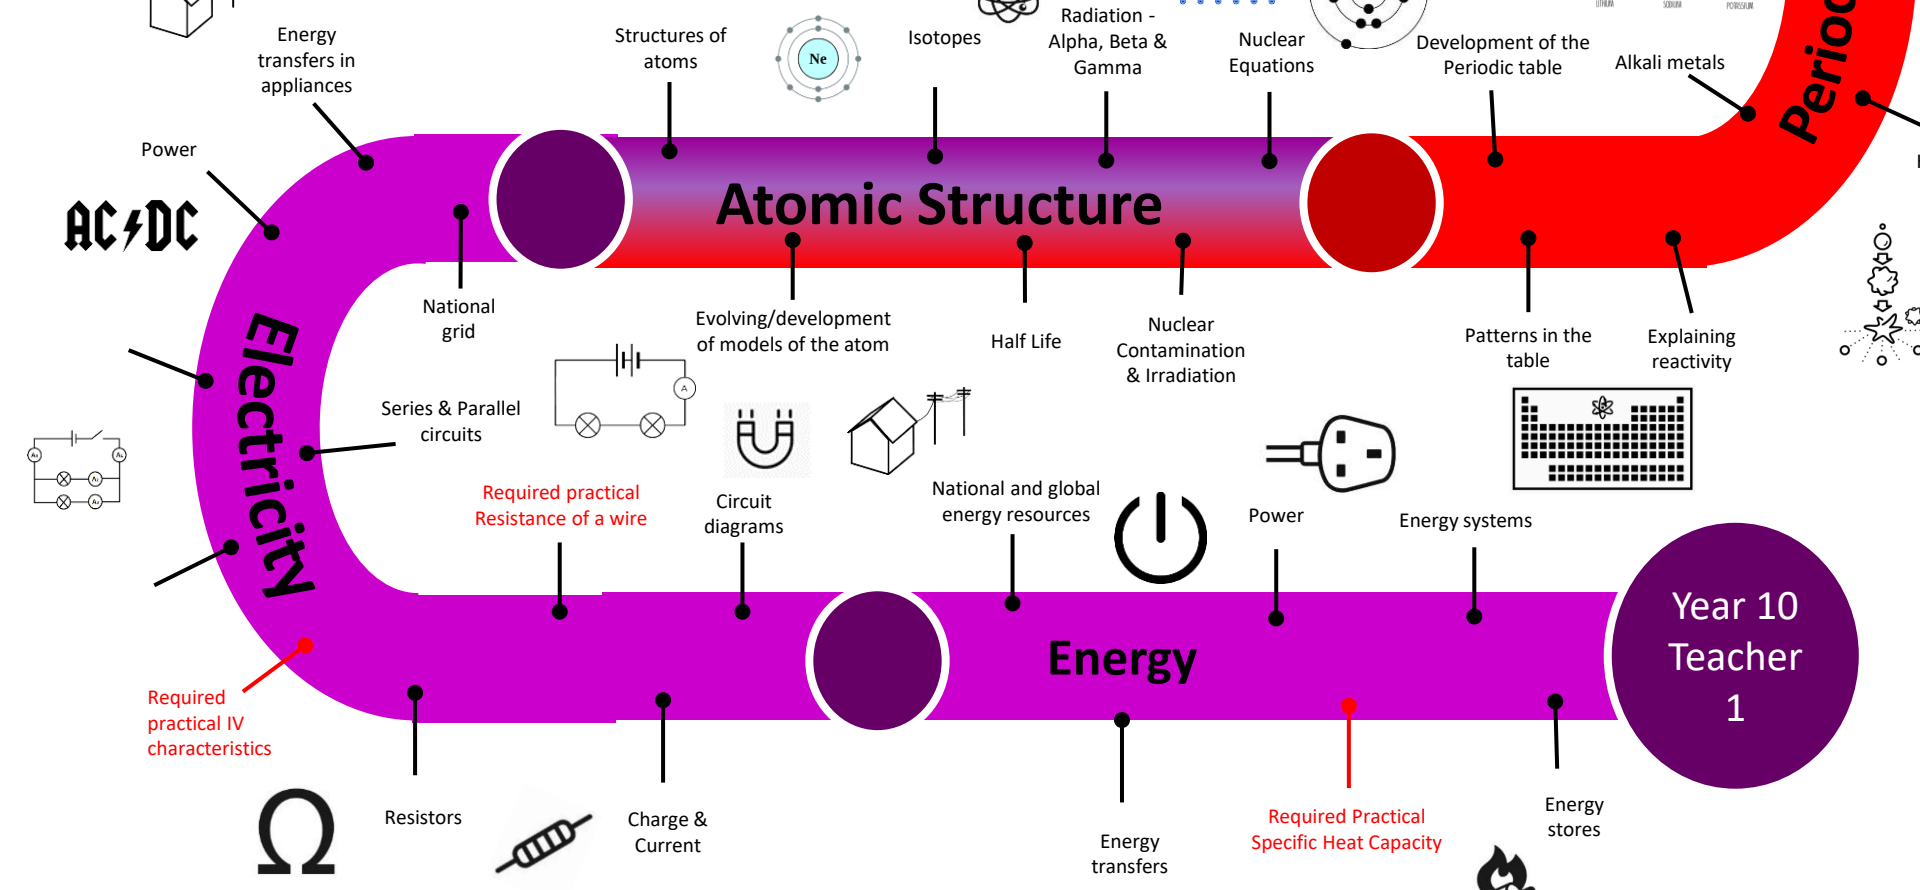 Energy
transfers in
appliances
Structures of
atoms
Ne
Isotopes
Radiation -
Alpha, Beta &
Gamma
Nuclear
Equations
Development of the
Periodic table
LITHIUM
SODIUM
POTASSIUM
Alkali metals
Power
AC DC
Atomic Structure
National
grid
Evolving/development
of models of the atom
Half Life
Nuclear
Contamination
& Irradiation
Patterns in the
table
Explaining
reactivity
Electricity
Series & Parallel
circuits
A
Required practical
Resistance of a wire
Circuit
diagrams
National and global
energy resources
Power
Energy systems
Energy
Year 10
Teacher
1
Required
practical IV
characteristics
Ω
Resistors
Charge &
Current
Energy
transfers
Required Practical
Specific Heat Capacity
Energy
stores